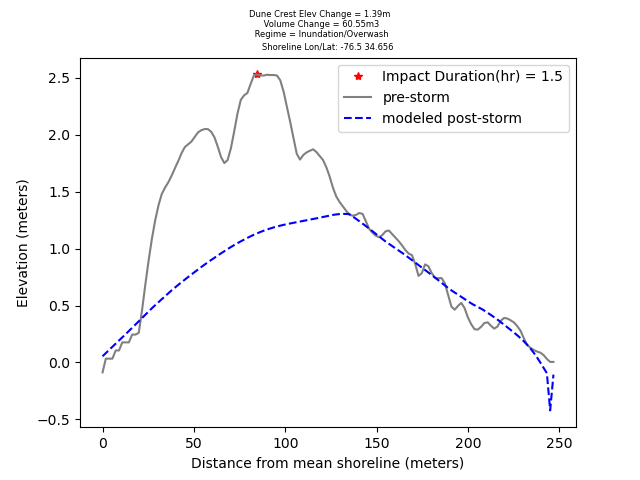 Dune Crest Elev Change = 1.39m
Volume Change = 60.55m3
Regime = Inundation/Overwash
Shoreline Lon/Lat: -76.5 34.656
Impact Duration(hr) = 1.5
pre-storm
modeled post-storm
Elevation (meters)
2.5
2.0
1.5
1.0
0.5
0.0
−0.5
0 50 100 150 200 250
Distance from mean shoreline (meters)